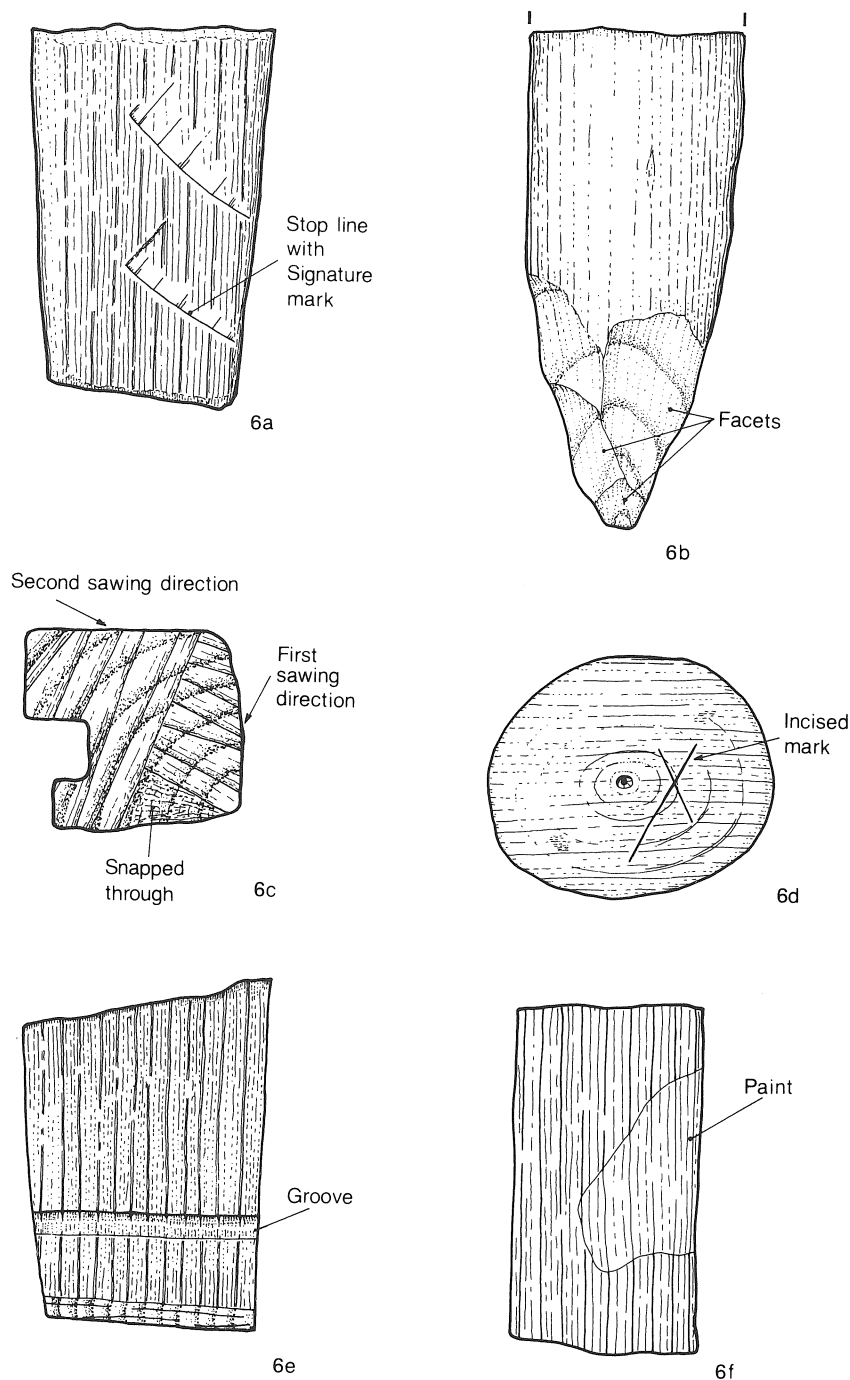 Stop line
with
Signature
mark
6a
Facets
6b
Second sawing direction
First
sawing
direction
Snapped
through
6c
Incised
mark
6d
Groove
6e
Paint
6f